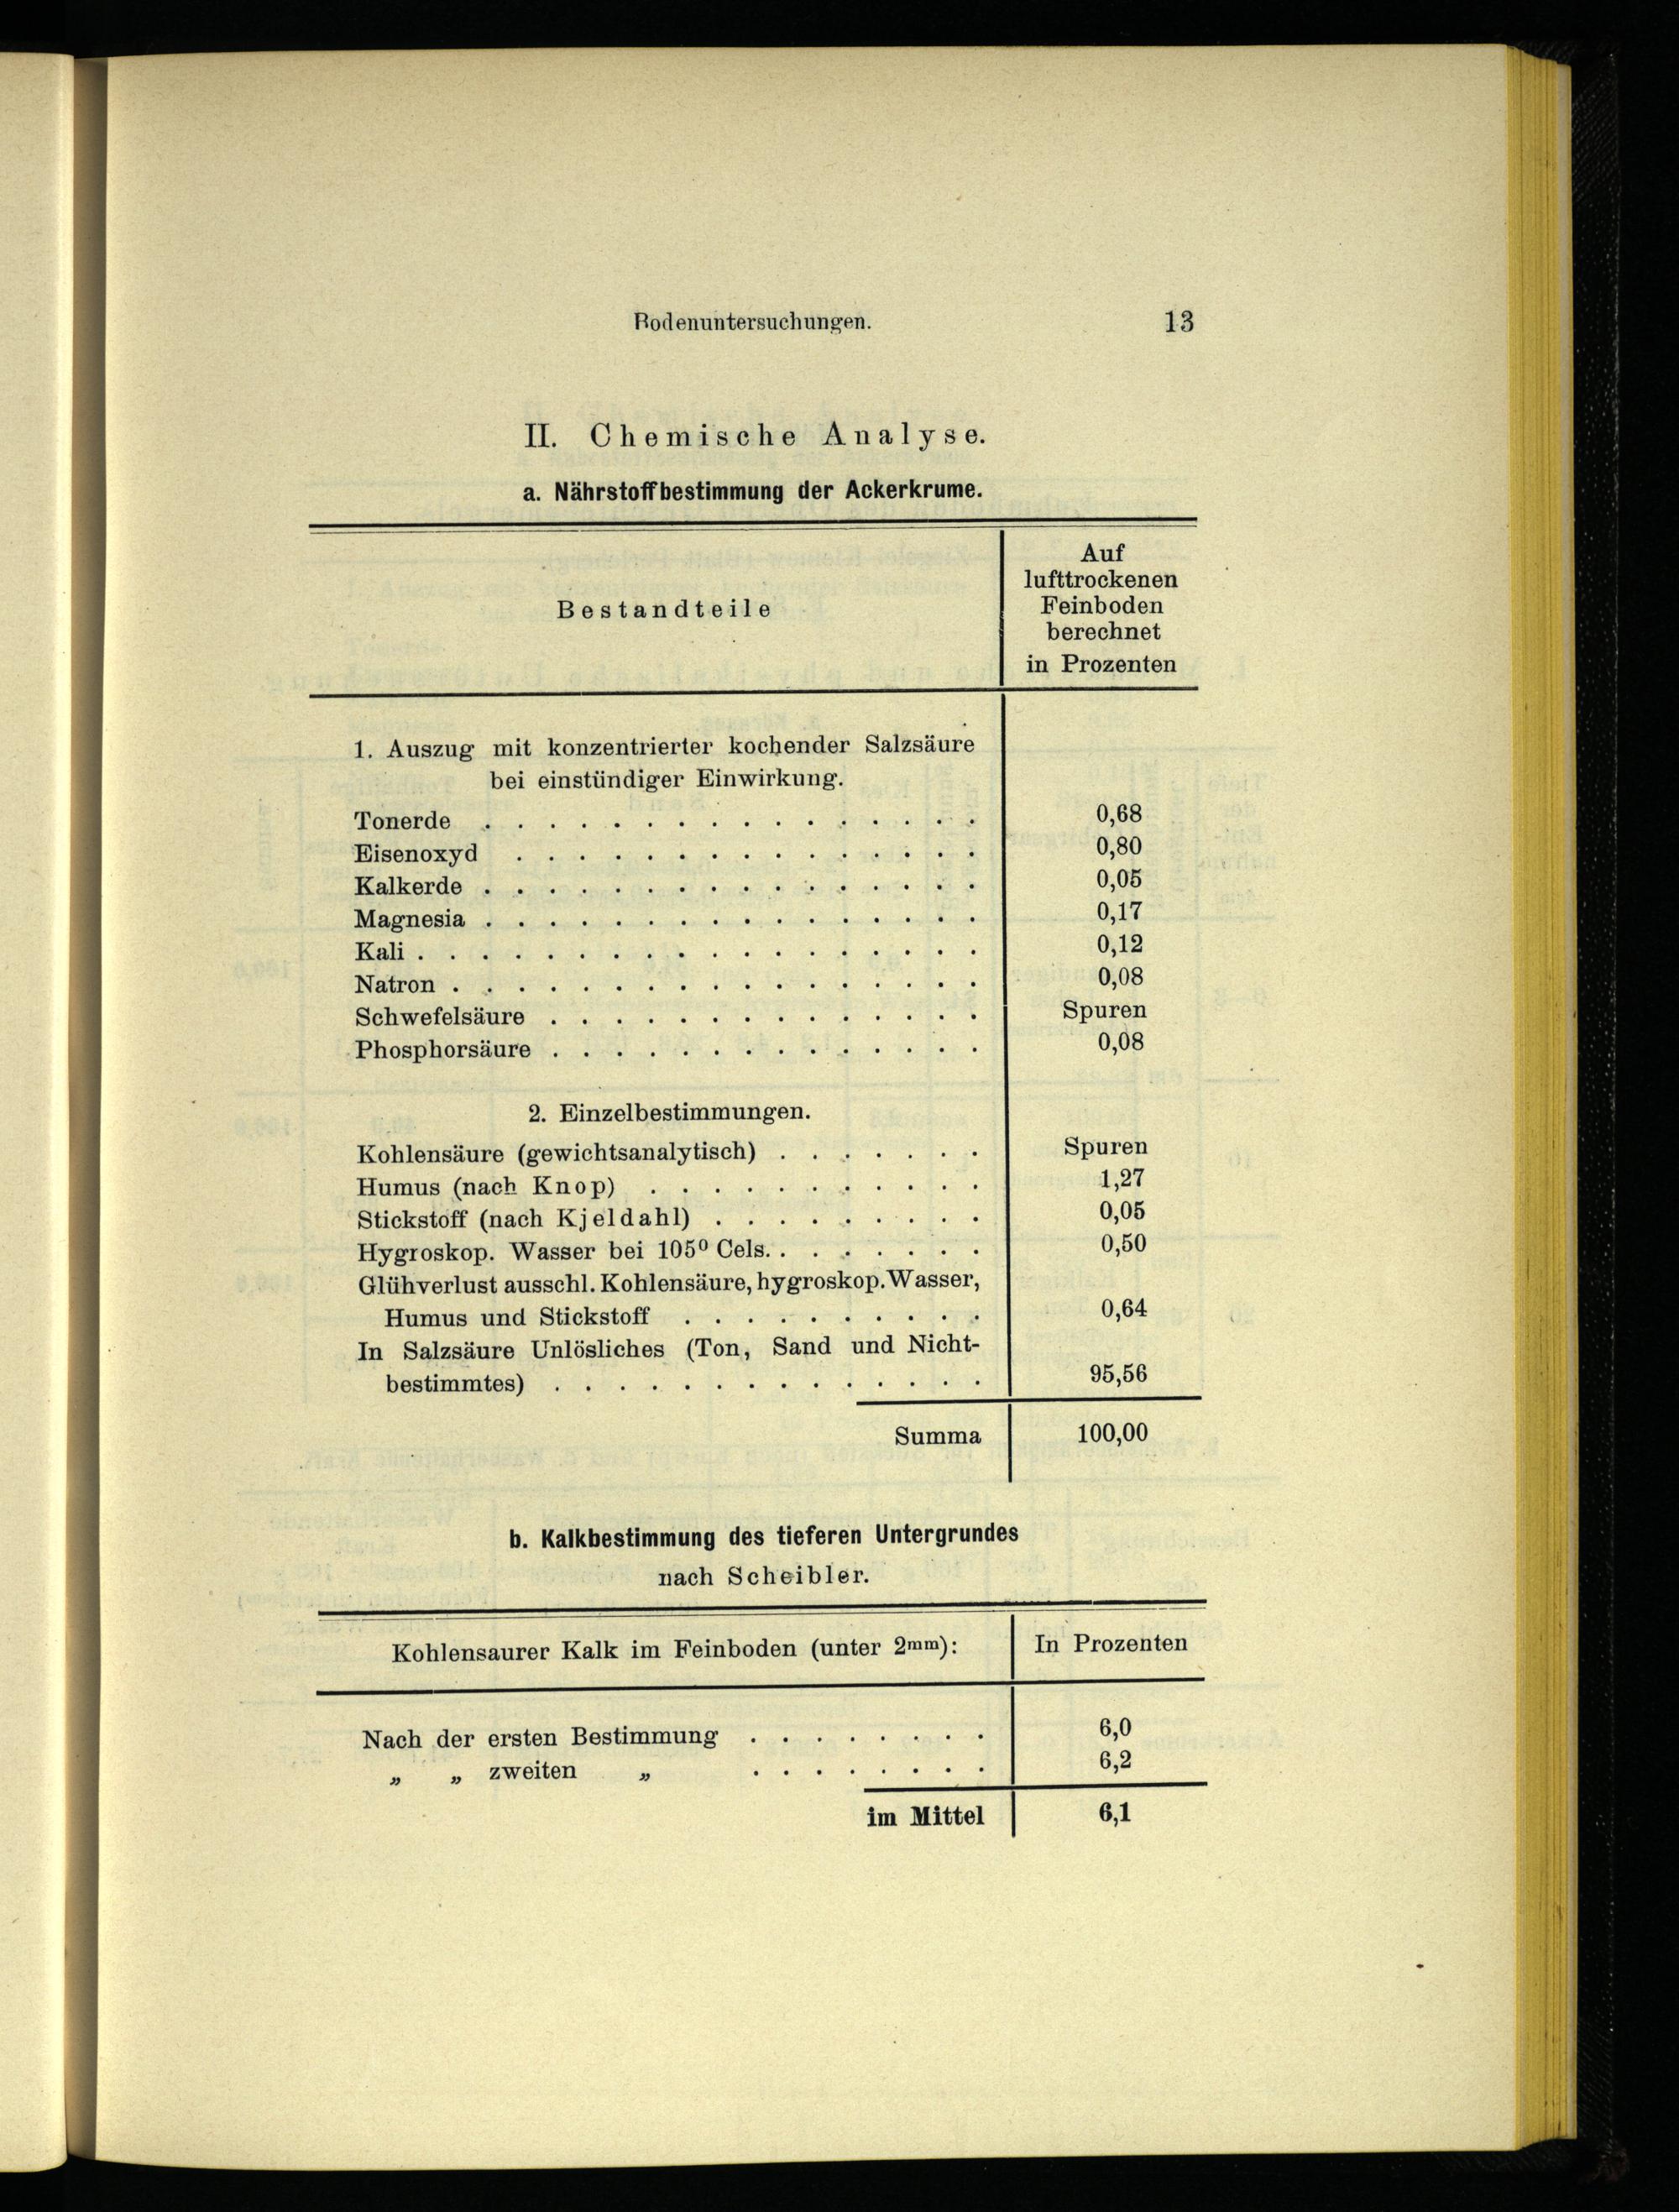 Bodenuntersuchungen. 13
II. Chemische Analyse.
a. Nährstoffbestimmung der Ackerkrume.
Bestandteile
Auf
lufttrockenen
Feinboden
berechnet
in Prozenten
1. Auszug mit konzentrierter kochender Salzsäure
bei einstündiger Einwirkung.
Tonerde . . . . . . . . . . . . . . . . 0,68
Eisenoxyd . . . . . . . . . . . . . . . 0,80
Kalkerde . . . . . . . . . . . . . . . . 0,05
Magnesia . . . . . . . . . . . . . . . . 0,17
Kali . . . . . . . . . . . . . . . . . . 0,12
Natron . . . . . . . . . . . . . . . . . 0,08
Schwefelsäure . . . . . . . . . . . . . . Spuren
Phosphorsäure . . . . . . . . . . . . . . 0,08
2. Einzelbestimmungen.
Kohlensäure (gewichtsanalytisch) . . . . . . . Spuren
Humus (nach Knop) . . . . . . . . . . . 1,27
Stickstoff (nach Kjeldahl) . . . . . . . . . 0,05
Hygroskop. Wasser bei 105⁰ Cels. . . . . . . . 0,50
Glühverlust ausschl. Kohlensäure, hygroskop. Wasser,
Humus und Stickstoff . . . . . . . . . . 0,64
In Salzsäure Unlösliches (Ton, Sand und Nicht-
bestimmtes) . . . . . . . . . . . . . . 95,56
Summa 100,00
b. Kalkbestimmung des tieferen Untergrundes
nach Scheibler.
Kohlensaurer Kalk im Feinboden (unter 2mm): In Prozenten
Nach der ersten Bestimmung . . . . . . . . 6,0
„ „ zweiten „ . . . . . . . . 6,2
im Mittel 6,1